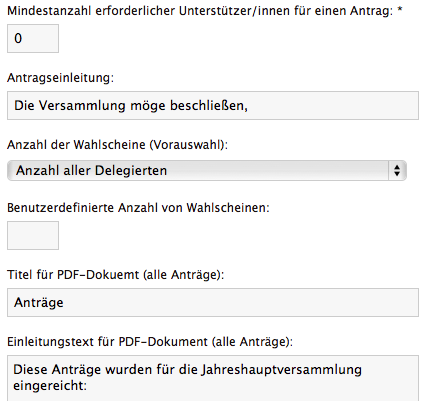 Mindestanzahl erforderlicher Unterstützer/innen für einen Antrag: *
0
Antragseinleitung:
Die Versammlung möge beschließen,
Anzahl der Wahlscheine (Vorauswahl):
Anzahl aller Delegierten
Benutzerdefinierte Anzahl von Wahlscheinen:
Titel für PDF-Dokuemt (alle Anträge):
Anträge
Einleitungstext für PDF-Dokument (alle Anträge):
Diese Anträge wurden für die Jahreshauptversammlung
eingereicht: